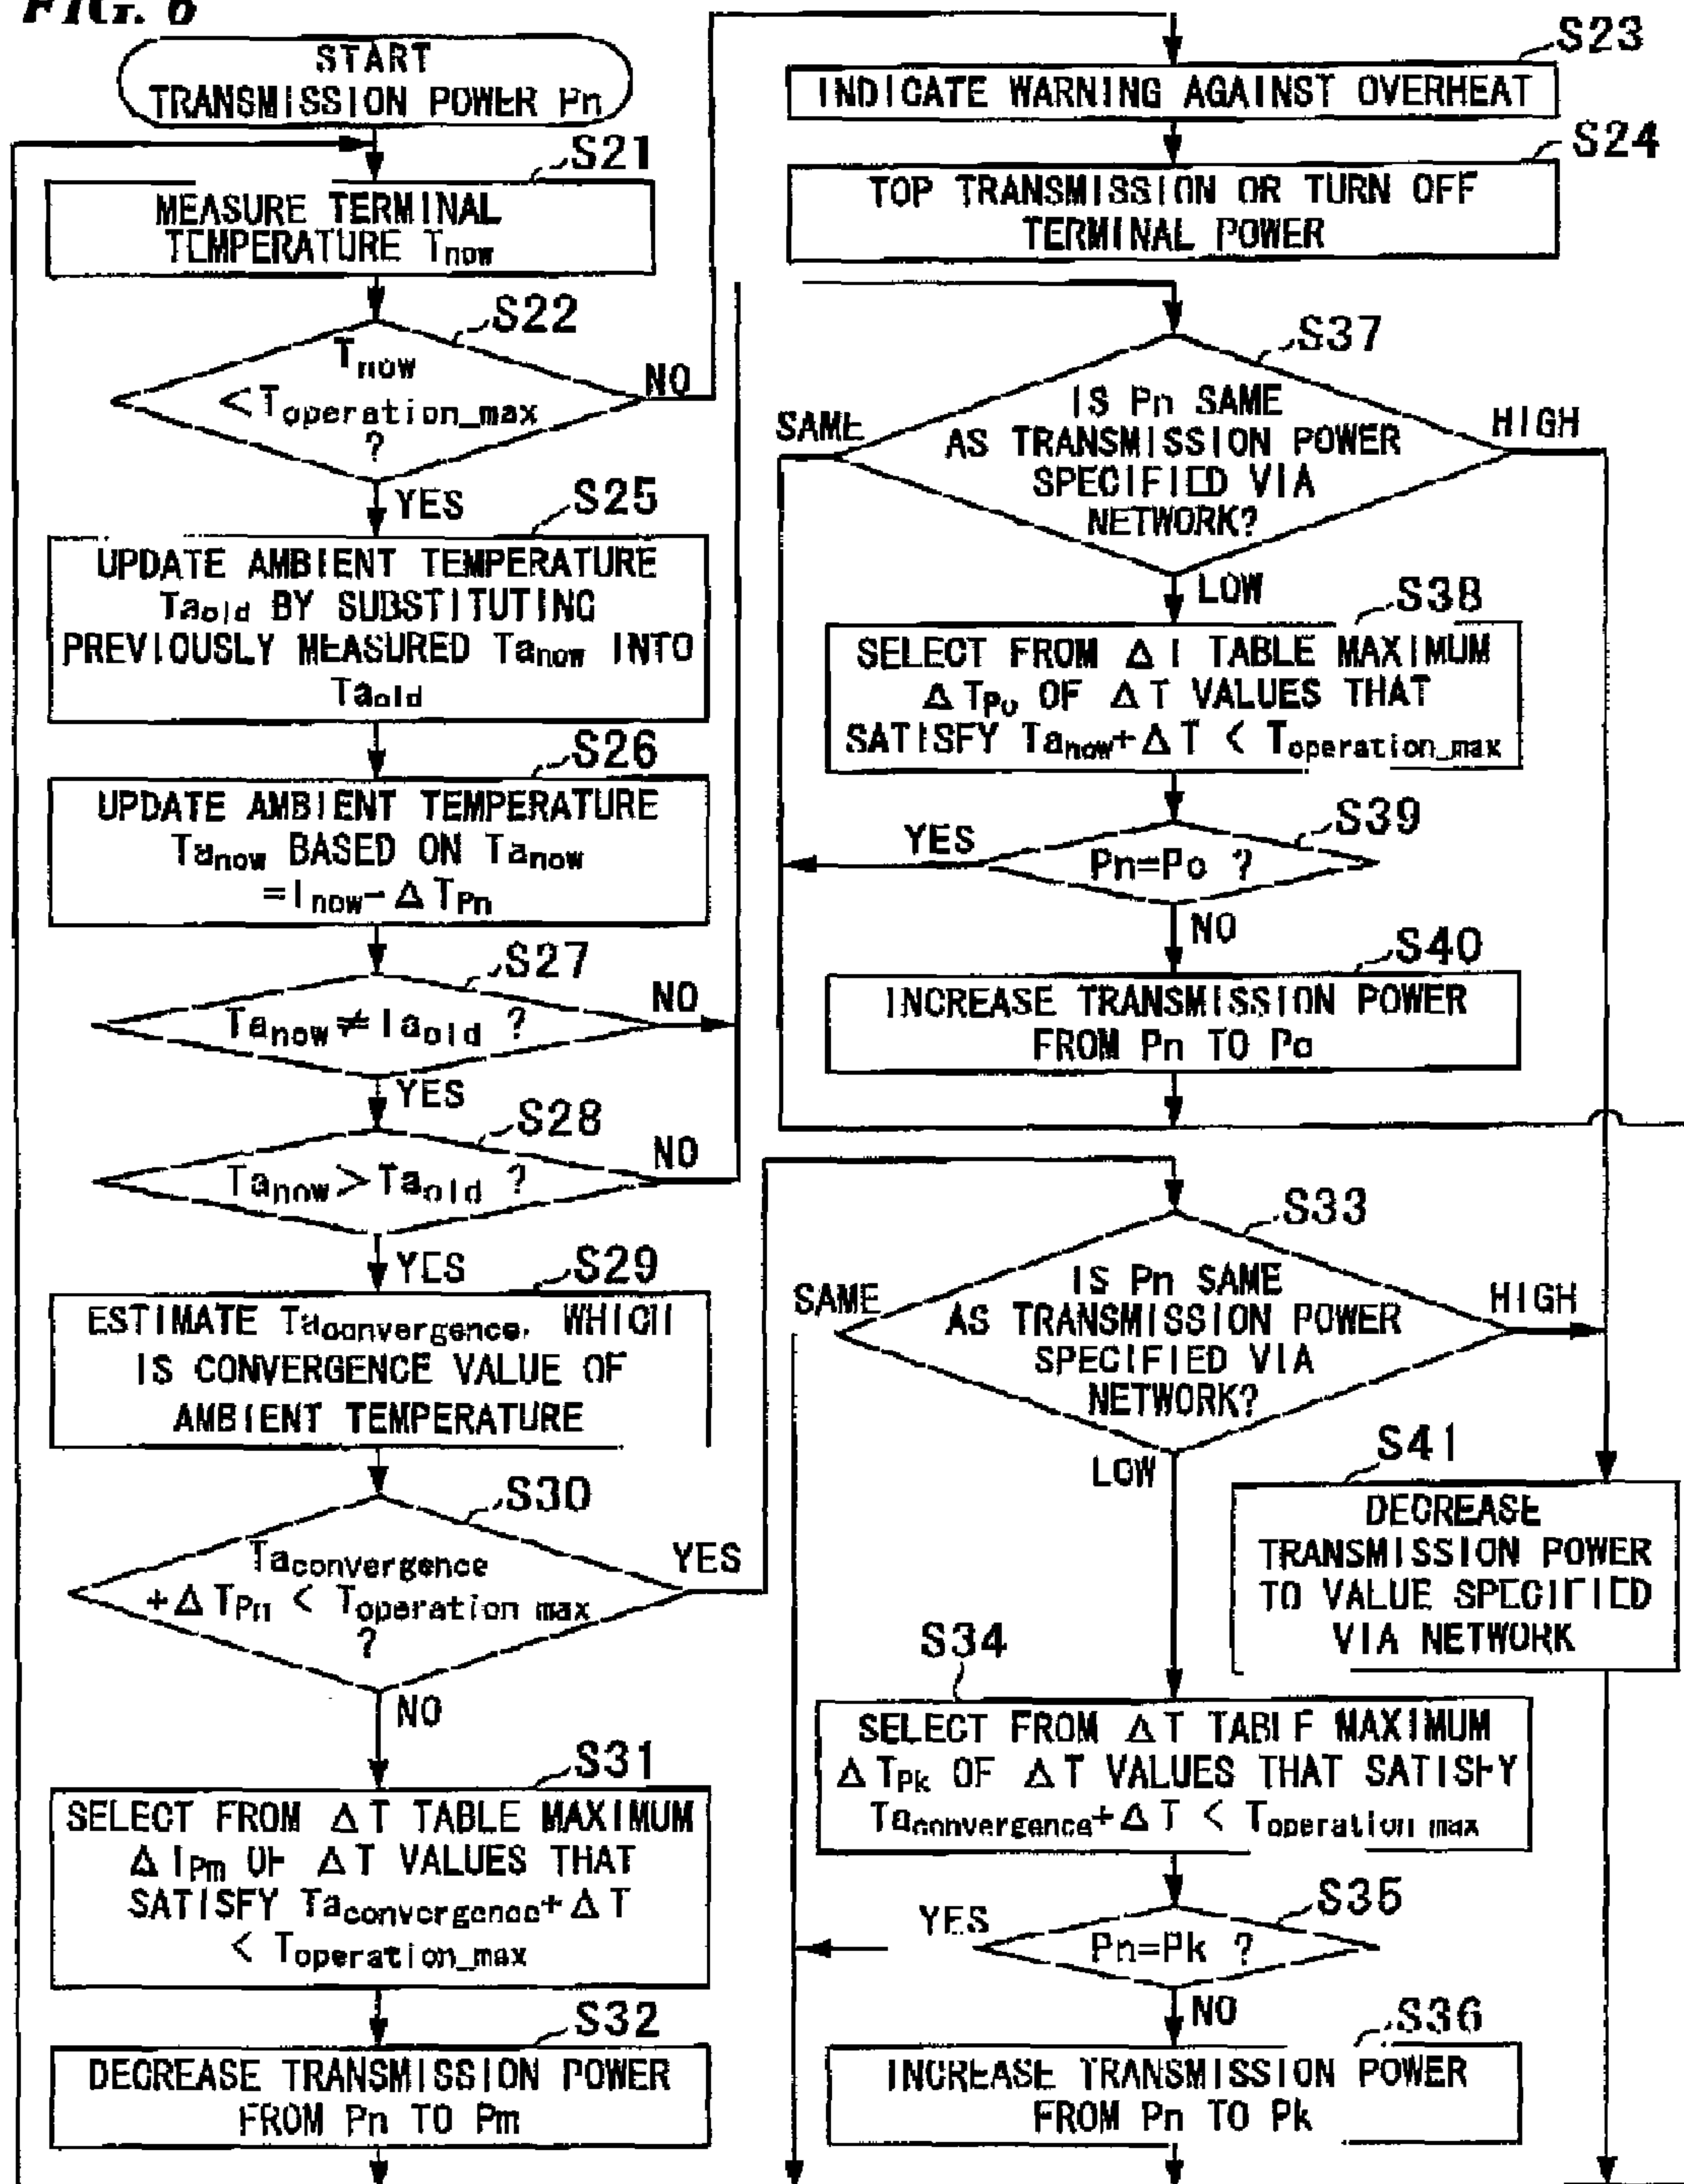 FIG. 6
START
TRANSMISSION POWER Pn
S21
MEASURE TERMINAL
TEMPERATURE Tnow
S22
Tnow
< Toperation_max
?
NO
YES
S25
UPDATE AMBIENT TEMPERATURE
Taold BY SUBSTITUTING
PREVIOUSLY MEASURED Tanow INTO
Taold
S26
UPDATE AMBIENT TEMPERATURE
Tanow BASED ON Tanow
=Tnow-ΔTPn
S27
Tanow≠Taold ?
NO
YES
S28
Tanow>Taold ?
NO
YES
S29
ESTIMATE Taconvergence, WHICH
IS CONVERGENCE VALUE OF
AMBIENT TEMPERATURE
S30
Taconvergence
+ΔTPn < Toperation max
?
YES
NO
S31
SELECT FROM ΔT TABLE MAXIMUM
ΔTPm OF ΔT VALUES THAT
SATISFY Taconvergence+ΔT
< Toperation_max
S32
DECREASE TRANSMISSION POWER
FROM Pn TO Pm
S23
INDICATE WARNING AGAINST OVERHEAT
S24
TOP TRANSMISSION OR TURN OFF
TERMINAL POWER
S37
IS Pn SAME
AS TRANSMISSION POWER
SPECIFIED VIA
NETWORK?
SAME
HIGH
LOW
S38
SELECT FROM ΔT TABLE MAXIMUM
ΔTPo OF ΔT VALUES THAT
SATISFY Tanow+ΔT < Toperation_max
S39
YES
Pn=Po ?
NO
S40
INCREASE TRANSMISSION POWER
FROM Pn TO Po
S33
IS Pn SAME
AS TRANSMISSION POWER
SPECIFIED VIA
NETWORK?
SAME
HIGH
LOW
S41
DECREASE
TRANSMISSION POWER
TO VALUE SPECIFIED
VIA NETWORK
S34
SELECT FROM ΔT TABLE MAXIMUM
ΔTPk OF ΔT VALUES THAT SATISFY
Taconvergence+ΔT < Toperation max
S35
YES
Pn=Pk ?
NO
S36
INCREASE TRANSMISSION POWER
FROM Pn TO Pk